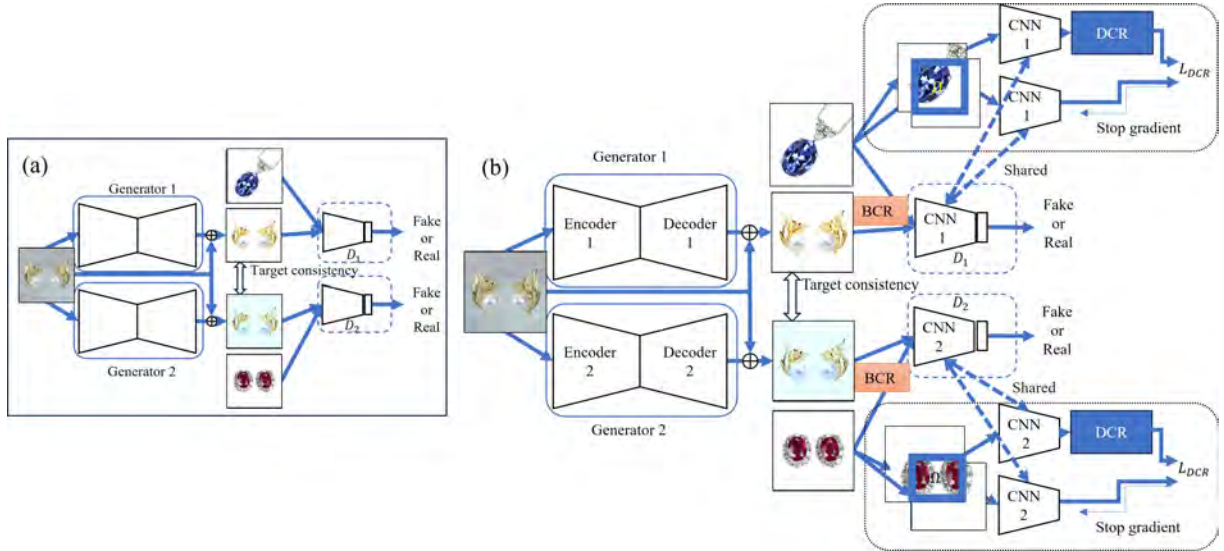 (a)
Generator 1
Generator 2
Target consistency
D₁
D₂
Fake
or
Real
Fake
or
Real
(b)
Generator 1
Encoder
1
Decoder
1
Encoder
2
Decoder
2
Generator 2
Target consistency
BCR
BCR
CNN
1
DCR
CNN
1
L_DCR
Stop gradient
Shared
CNN
1
D₁
Fake
or
Real
D₂
CNN
2
Fake
or
Real
Shared
CNN
2
DCR
Ω
CNN
2
L_DCR
Stop gradient